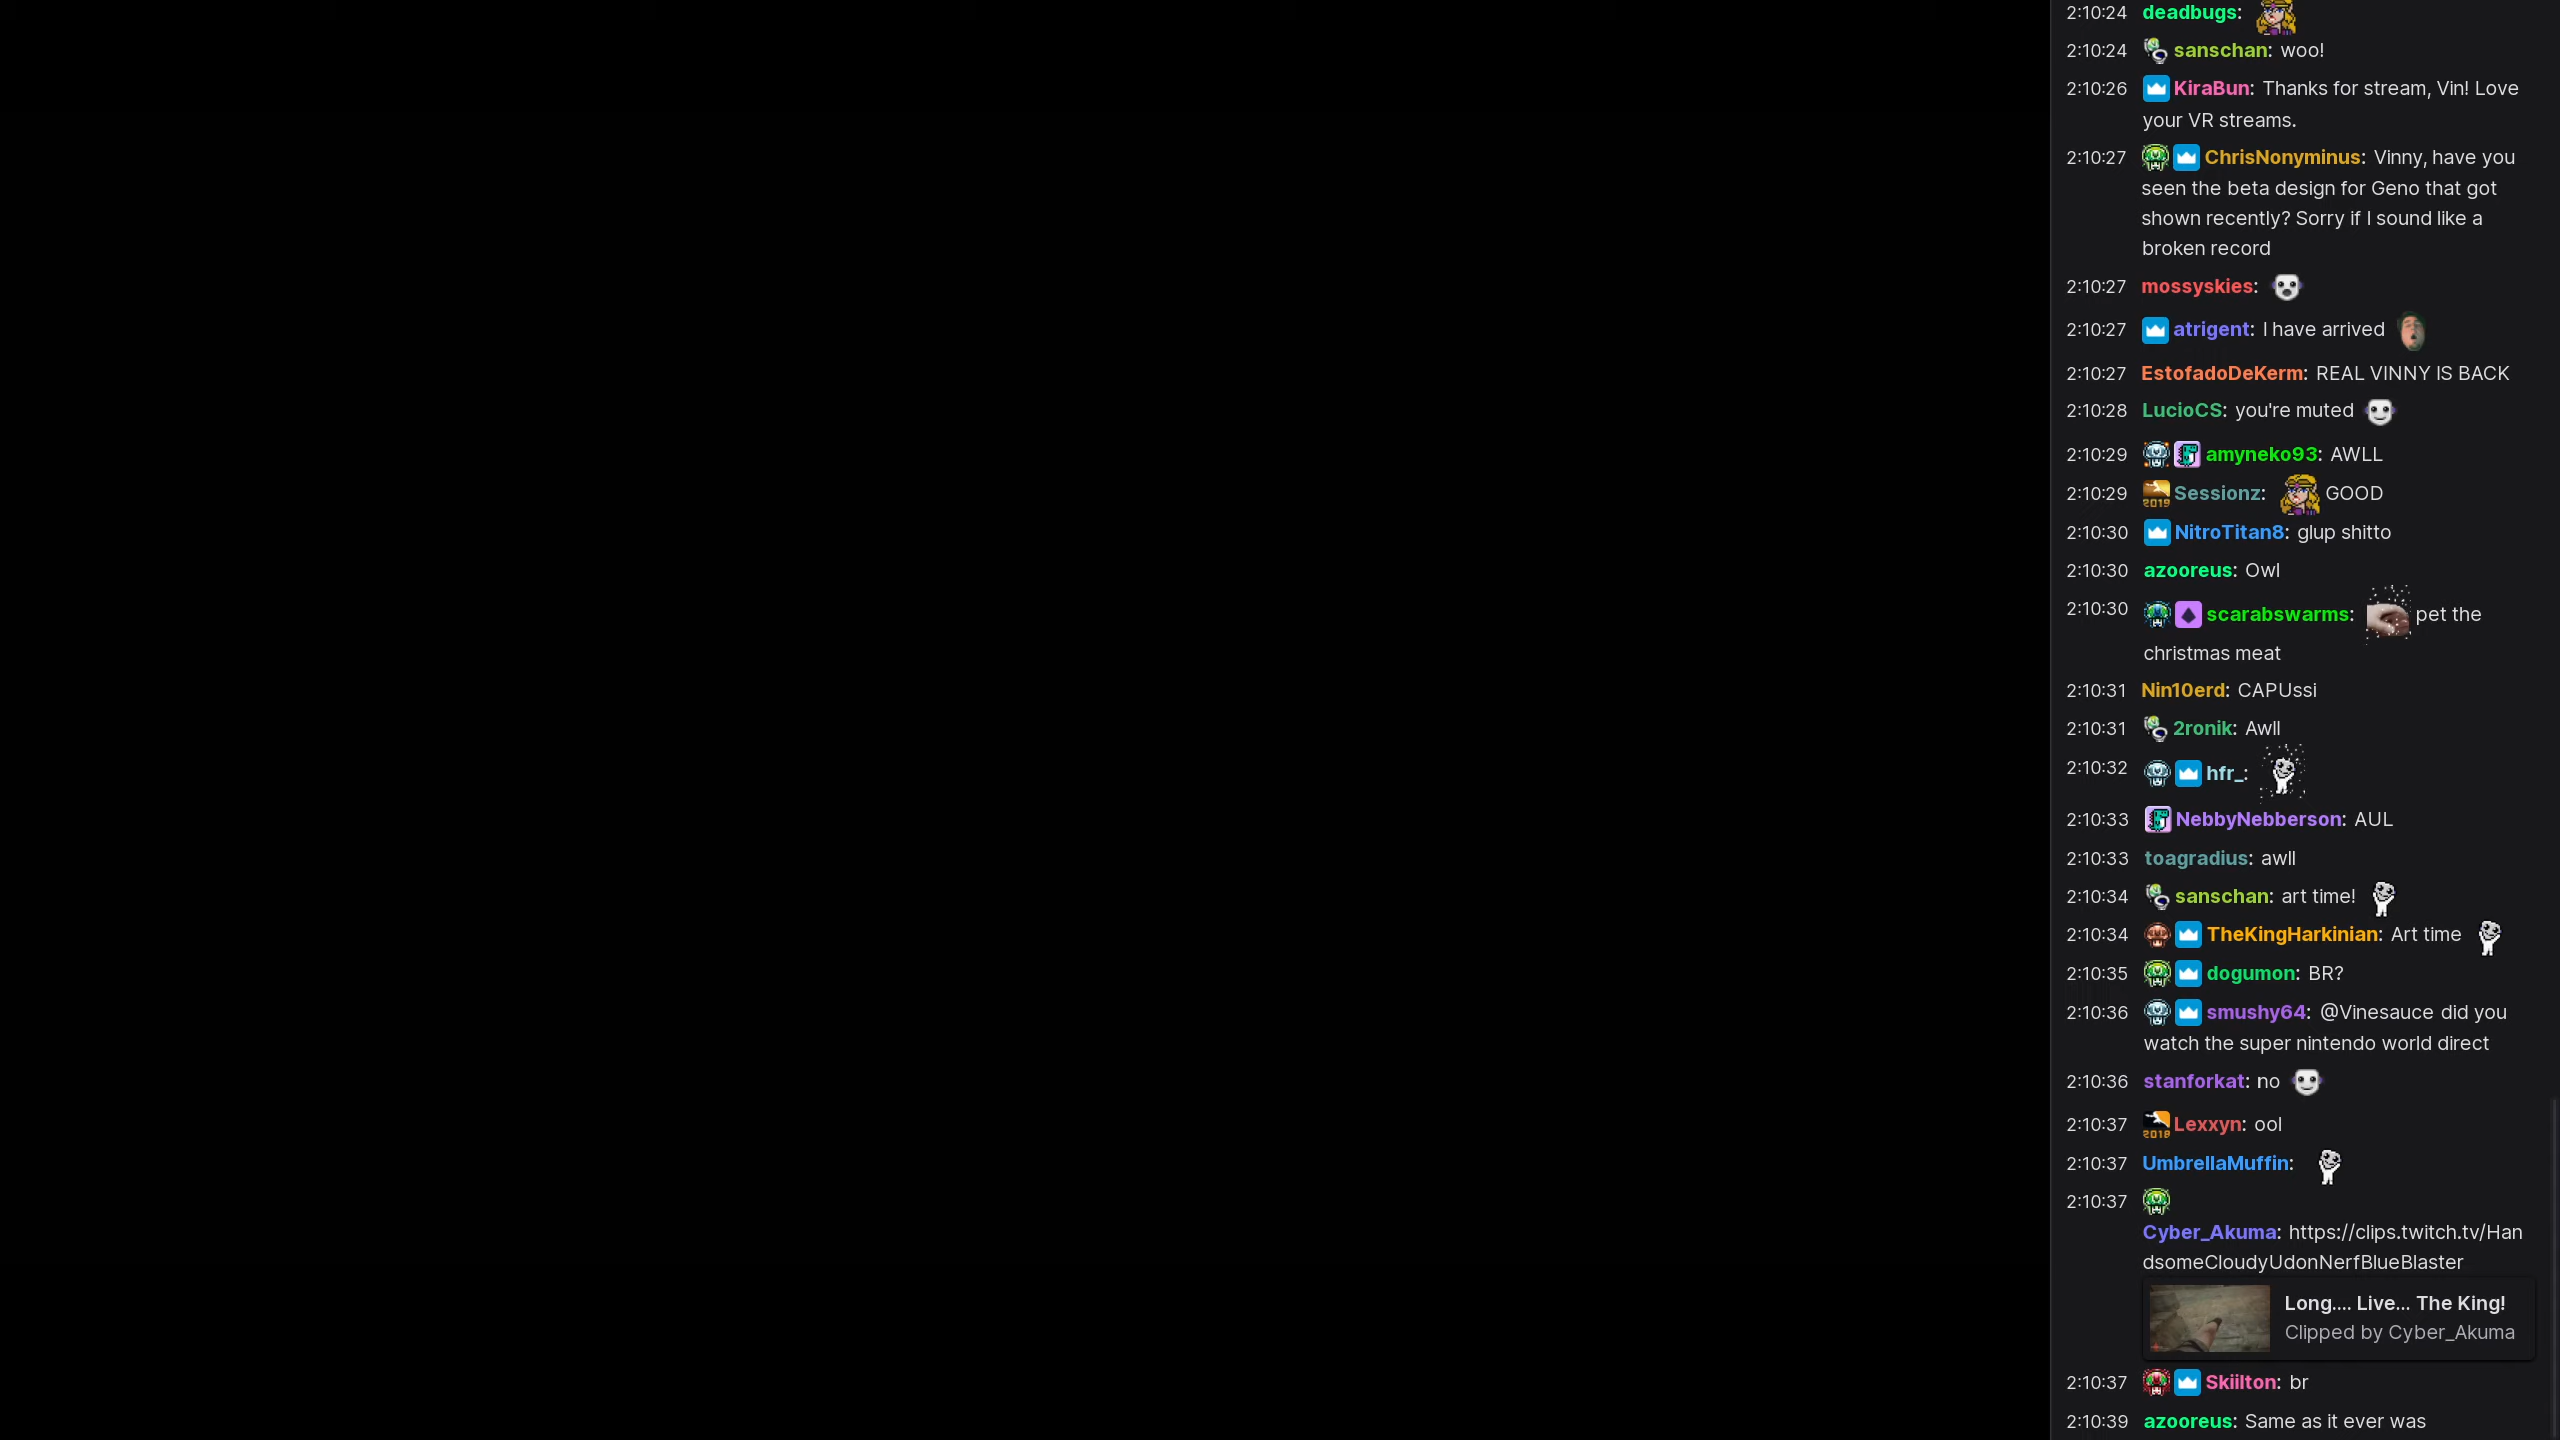 2:10:24 deadbugs:
2:10:24 sanschan: woo!
2:10:26 KiraBun: Thanks for stream, Vin! Love
your VR streams.
2:10:27 ChrisNonyminus: Vinny, have you
seen the beta design for Geno that got
shown recently? Sorry if I sound like a
broken record
2:10:27 mossyskies:
2:10:27 atrigent: I have arrived
2:10:27 EstofadoDeKerm: REAL VINNY IS BACK
2:10:28 LucioCS: you're muted
2:10:29 amyneko93: AWLL
2:10:29 2019 Sessionz: GOOD
2:10:30 NitroTitan8: glup shitto
2:10:30 azooreus: Owl
2:10:30 scarabswarms: pet the
christmas meat
2:10:31 Nin10erd: CAPUssi
2:10:31 2ronik: Awll
2:10:32 hfr_:
2:10:33 NebbyNebberson: AUL
2:10:33 toagradius: awll
2:10:34 sanschan: art time!
2:10:34 TheKingHarkinian: Art time
2:10:35 dogumon: BR?
2:10:36 smushy64: @Vinesauce did you
watch the super nintendo world direct
2:10:36 stanforkat: no
2:10:37 2018 Lexxyn: ool
2:10:37 UmbrellaMuffin:
2:10:37
Cyber_Akuma: https://clips.twitch.tv/Han
dsomeCloudyUdonNerfBlueBlaster
Long.... Live... The King!
Clipped by Cyber_Akuma
2:10:37 Skiilton: br
2:10:39 azooreus: Same as it ever was